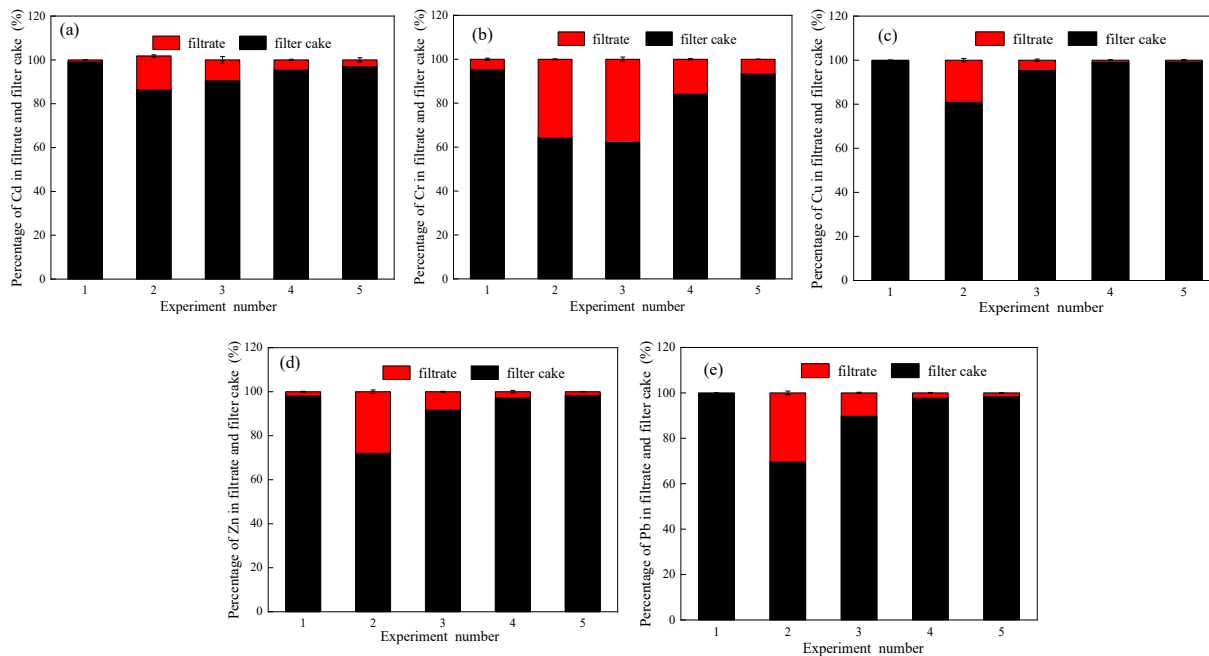 (a)
filtrate
filter cake
Percentage of Cd in filtrate and filter cake (%)
120
100
80
60
40
20
0
1 2 3 4 5
Experiment number
(b)
filtrate
filter cake
Percentage of Cr in filtrate and filter cake (%)
120
100
80
60
40
20
0
1 2 3 4 5
Experiment number
(c)
filtrate
filter cake
Percentage of Cu in filtrate and filter cake (%)
120
100
80
60
40
20
0
1 2 3 4 5
Experiment number
(d)
filtrate
filter cake
Percentage of Zn in filtrate and filter cake (%)
120
100
80
60
40
20
0
1 2 3 4 5
Experiment number
(e)
filtrate
filter cake
Percentage of Pb in filtrate and filter cake (%)
120
100
80
60
40
20
0
1 2 3 4 5
Experiment number